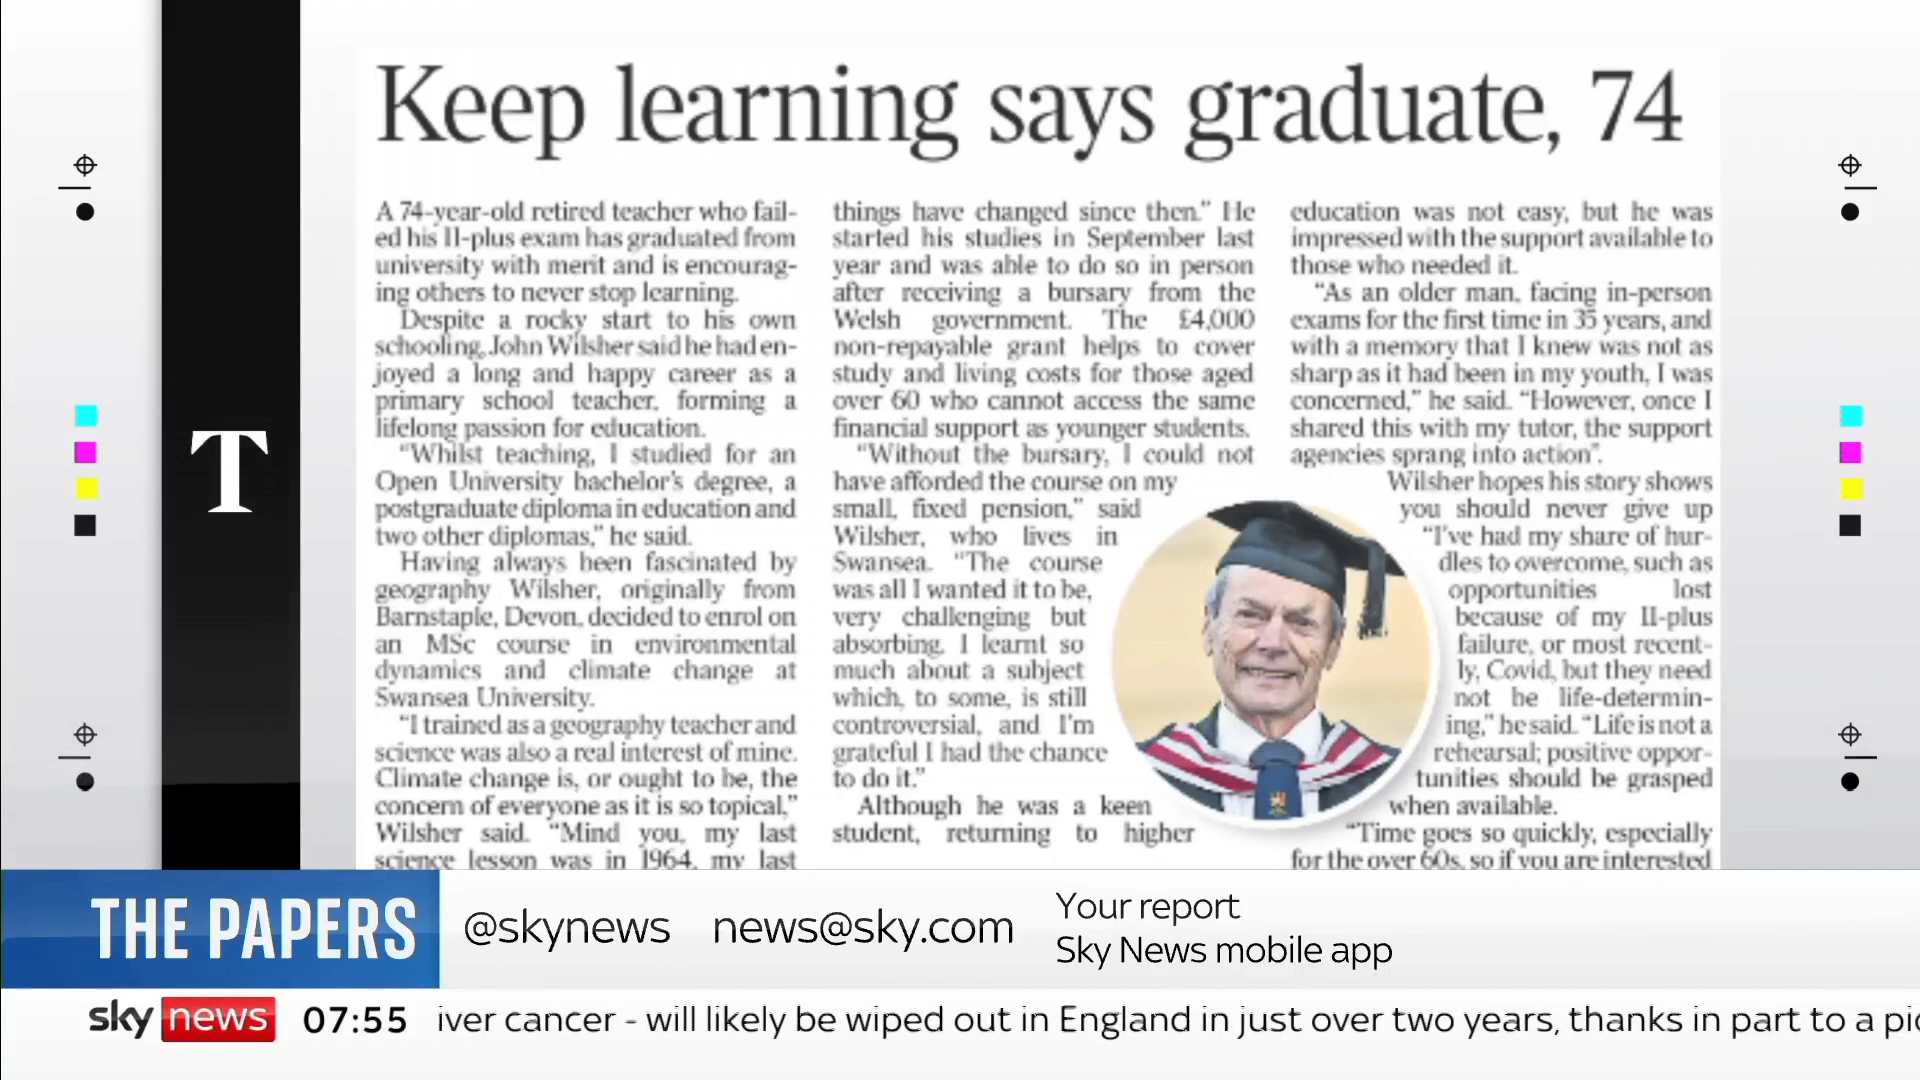 Keep learning says graduate, 74
A 74-year-old retired teacher who fail-
ed his 11-plus exam has graduated from
university with merit and is encourag-
ing others to never stop learning.
Despite a rocky start to his own
schooling, John Wilsher said he had en-
joyed a long and happy career as a
primary school teacher, forming a
lifelong passion for education.
"Whilst teaching, I studied for an
Open University bachelor's degree, a
postgraduate diploma in education and
two other diplomas," he said.
Having always been fascinated by
geography Wilsher, originally from
Barnstaple, Devon, decided to enrol on
an MSc course in environmental
dynamics and climate change at
Swansea University.
"I trained as a geography teacher and
science was also a real interest of mine.
Climate change is, or ought to be, the
concern of everyone as it is so topical,"
Wilsher said. "Mind you, my last
science lesson was in 1964, my last
things have changed since then." He
started his studies in September last
year and was able to do so in person
after receiving a bursary from the
Welsh government. The £4,000
non-repayable grant helps to cover
study and living costs for those aged
over 60 who cannot access the same
financial support as younger students.
"Without the bursary, I could not
have afforded the course on my
small, fixed pension," said
Wilsher, who lives in
Swansea. "The course
was all I wanted it to be,
very challenging but
absorbing. I learnt so
much about a subject
which, to some, is still
controversial, and I'm
grateful I had the chance
to do it."
Although he was a keen
student, returning to higher
education was not easy, but he was
impressed with the support available to
those who needed it.
"As an older man, facing in-person
exams for the first time in 35 years, and
with a memory that I knew was not as
sharp as it had been in my youth, I was
concerned," he said. "However, once I
shared this with my tutor, the support
agencies sprang into action".
Wilsher hopes his story shows
you should never give up
"I've had my share of hur-
dles to overcome, such as
opportunities lost
because of my 11-plus
failure, or most recent-
ly, Covid, but they need
not be life-determin-
ing," he said. "Life is not a
rehearsal; positive oppor-
tunities should be grasped
when available.
"Time goes so quickly, especially
for the over 60s, so if you are interested
T
THE PAPERS
@skynews news@sky.com
Your report
Sky News mobile app
sky news 07:55 iver cancer - will likely be wiped out in England in just over two years, thanks in part to a pi